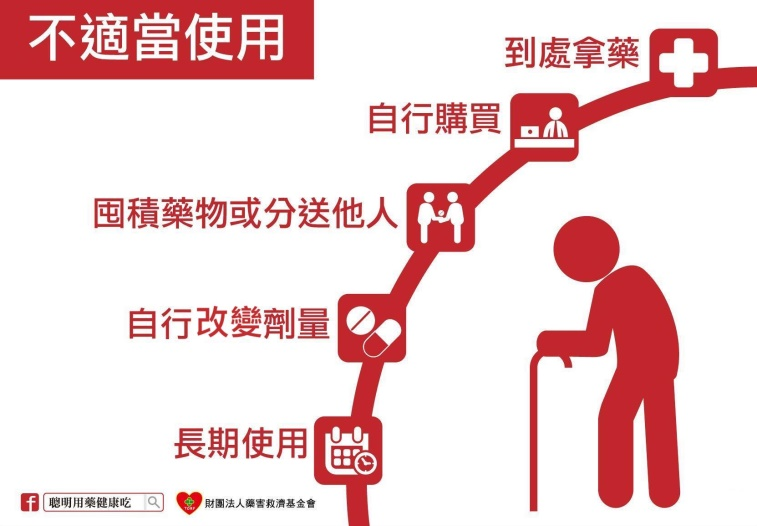 不適當使用
到處拿藥
自行購買
囤積藥物或分送他人
自行改變劑量
長期使用
f 聰明用藥健康吃
TDRF 財團法人藥害救濟基金會